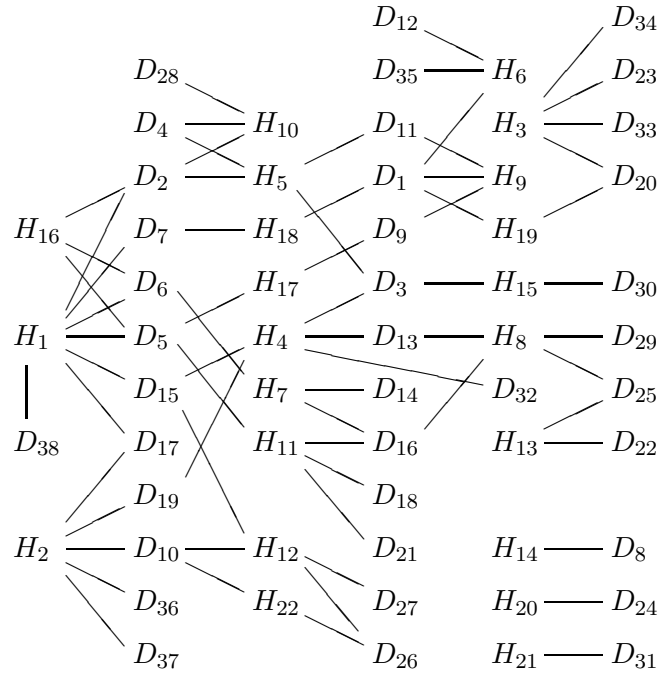 D₁₂ D₃₄
D₂₈ D₃₅ H₆ D₂₃
D₄ H₁₀ D₁₁ H₃ D₃₃
D₂ H₅ D₁ H₉ D₂₀
H₁₆ D₇ H₁₈ D₉ H₁₉
D₆ H₁₇ D₃ H₁₅ D₃₀
H₁ D₅ H₄ D₁₃ H₈ D₂₉
D₁₅ H₇ D₁₄ D₃₂ D₂₅
D₃₈ D₁₇ H₁₁ D₁₆ H₁₃ D₂₂
D₁₉ D₁₈
H₂ D₁₀ H₁₂ D₂₁ H₁₄ D₈
D₃₆ H₂₂ D₂₇ H₂₀ D₂₄
D₃₇ D₂₆ H₂₁ D₃₁